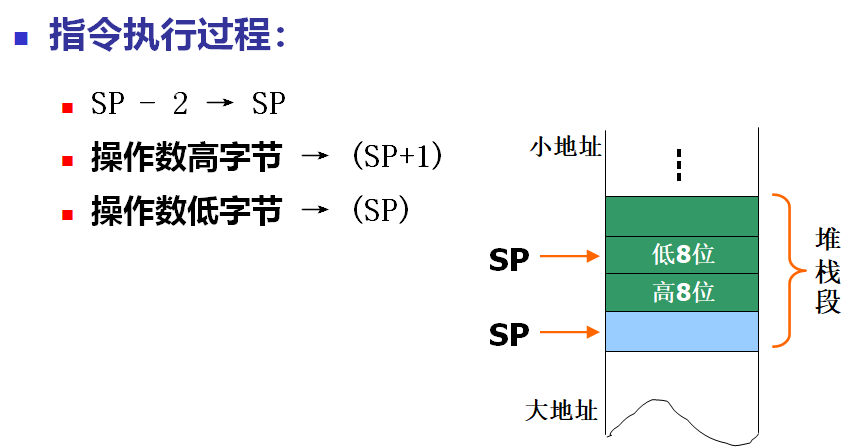 指令执行过程：
SP - 2 → SP
操作数高字节 → (SP+1)
操作数低字节 → (SP)
小地址
SP
低8位
高8位
SP
堆栈段
大地址